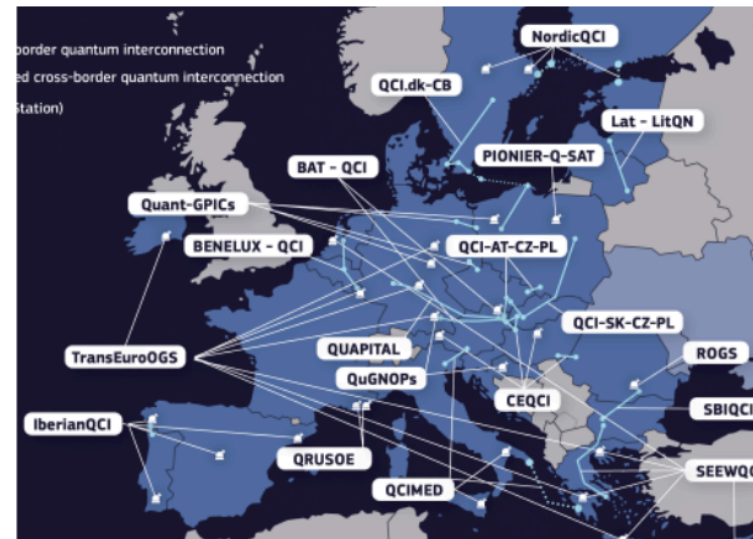 border quantum interconnection
ed cross-border quantum interconnection
Station)
NordicQCI
QCI.dk-CB
Lat - LitQN
PIONIER-Q-SAT
BAT - QCI
Quant-GPICs
BENELUX - QCI
QCI-AT-CZ-PL
QCI-SK-CZ-PL
TransEuroOGS
QUAPITAL
ROGS
QuGNOPs
CEQCI
SBIQCI
IberianQCI
QRUSOE
SEEWQC
QCIMED